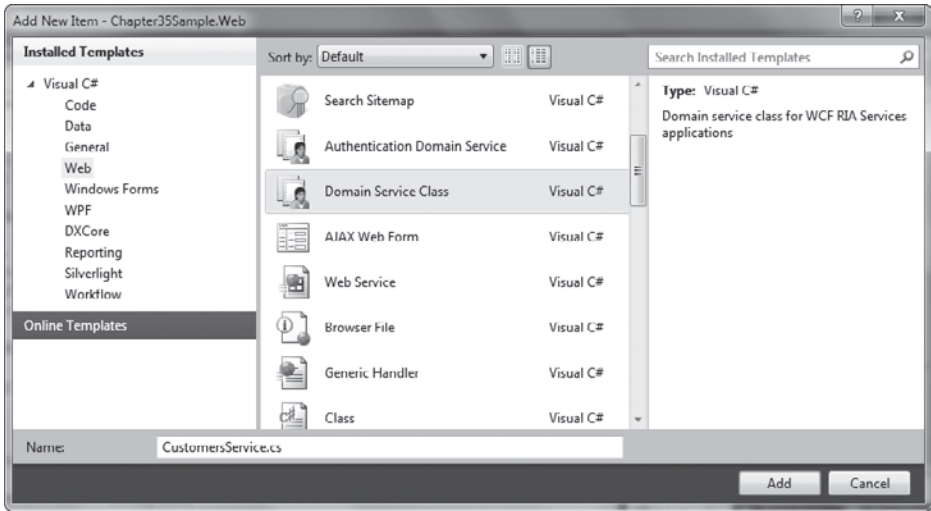 Add New Item - Chapter35Sample.Web
Installed Templates
Visual C#
Code
Data
General
Web
Windows Forms
WPF
DXCore
Reporting
Silverlight
Workflow
Online Templates
Sort by: Default
Search Sitemap Visual C#
Authentication Domain Service Visual C#
Domain Service Class Visual C#
AJAX Web Form Visual C#
Web Service Visual C#
Browser File Visual C#
Generic Handler Visual C#
Class Visual C#
Search Installed Templates
Type: Visual C#
Domain service class for WCF RIA Services
applications
Name: CustomersService.cs
Add Cancel